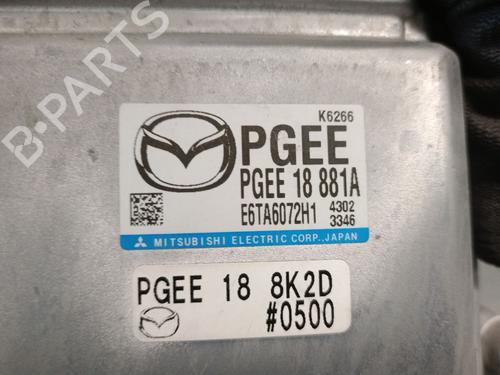 K6266
PGEE
PGEE 18 881A
E6TA6072H1 4302
3346
MITSUBISHI ELECTRIC CORP., JAPAN
PGEE 18 8K2D
#0500
B-PARTS